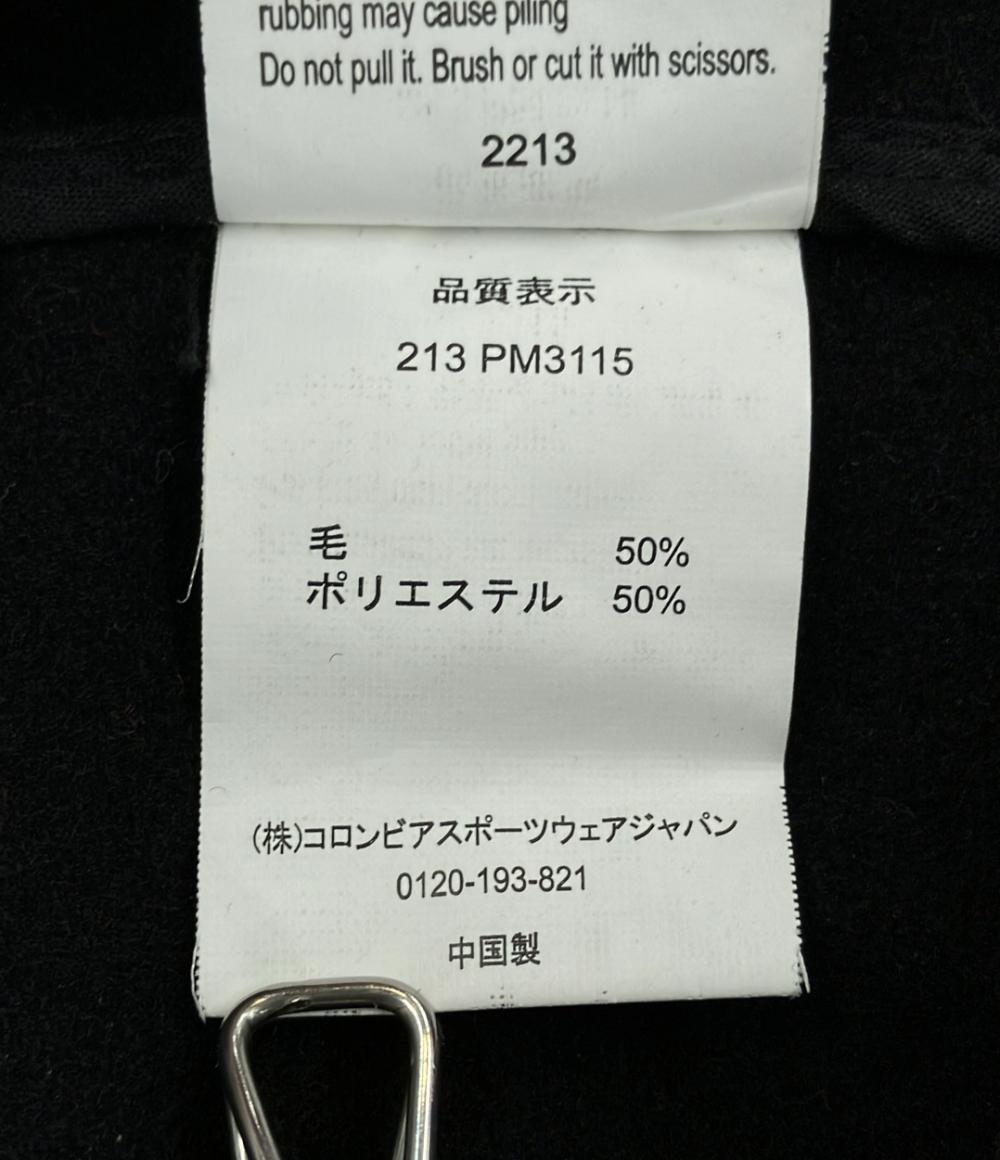 rubbing may cause piling
Do not pull it. Brush or cut it with scissors.
2213
品質表示
213 PM3115
毛 50%
ポリエステル 50%
(株)コロンビアスポーツウェアジャパン
0120-193-821
中国製